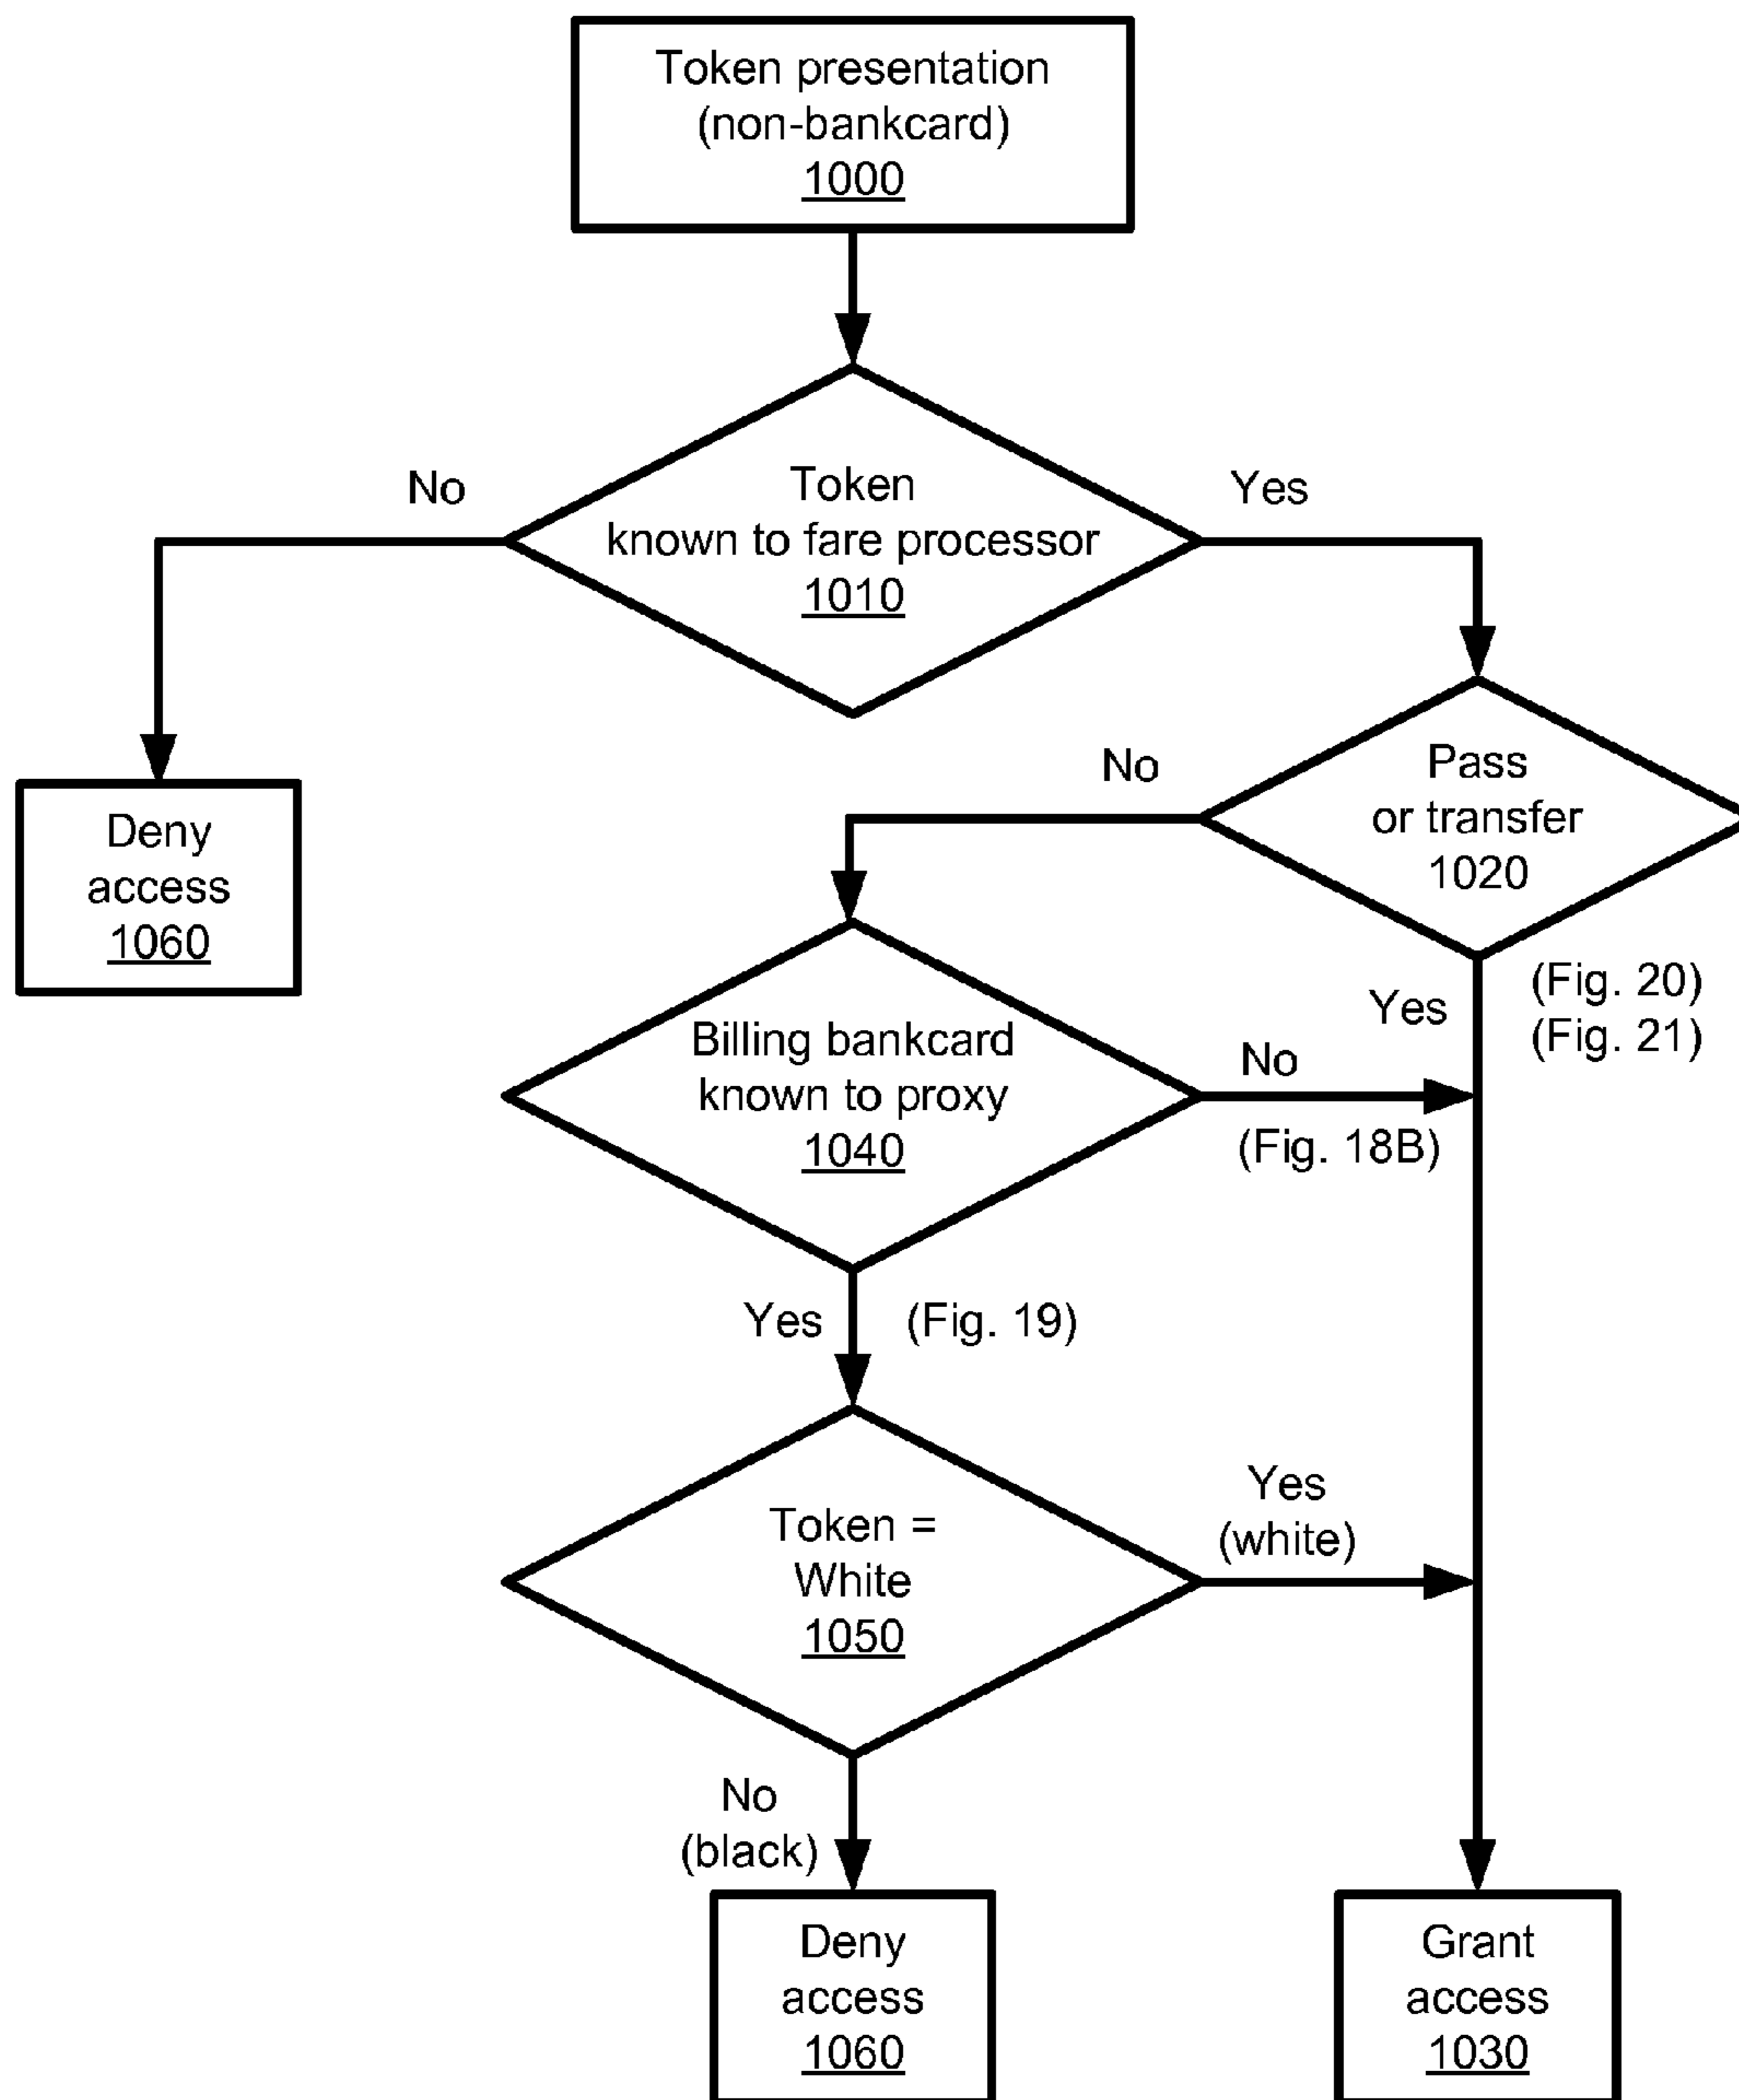 Token presentation
(non-bankcard)
1000
No
Yes
Token
known to fare processor
1010
No
Pass
or transfer
1020
Deny
access
1060
Yes
(Fig. 20)
(Fig. 21)
Billing bankcard
known to proxy
1040
No
(Fig. 18B)
Yes
(Fig. 19)
Token =
White
1050
Yes
(white)
No
(black)
Deny
access
1060
Grant
access
1030